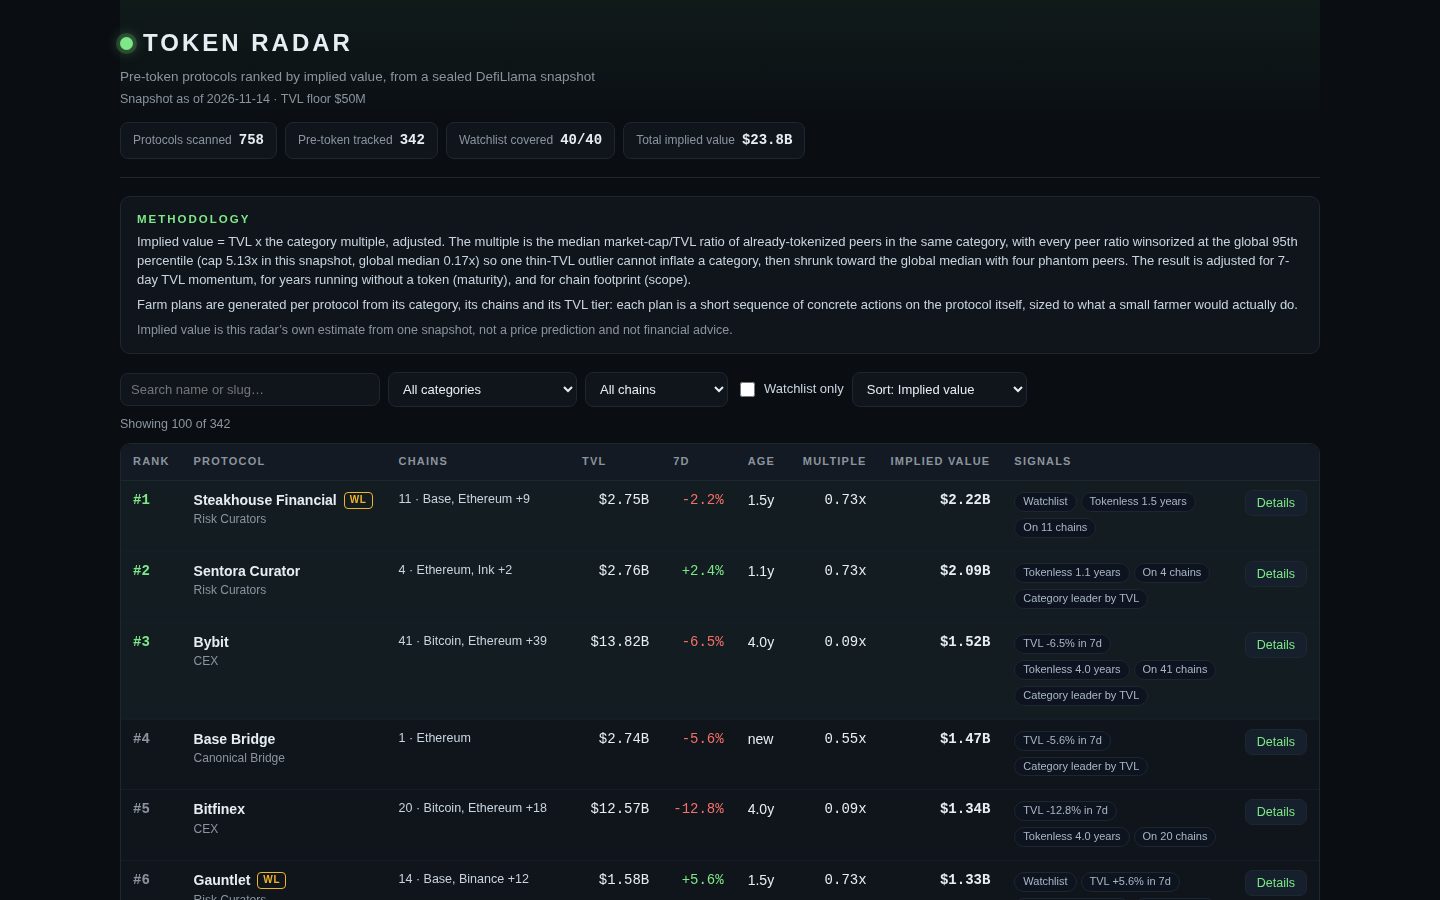 TOKEN RADAR
Pre-token protocols ranked by implied value, from a sealed DefiLlama snapshot
Snapshot as of 2026-11-14 · TVL floor $50M
Protocols scanned 758 Pre-token tracked 342 Watchlist covered 40/40 Total implied value $23.8B
METHODOLOGY
Implied value = TVL x the category multiple, adjusted. The multiple is the median market-cap/TVL ratio of already-tokenized peers in the same category, with every peer ratio winsorized at the global 95th
percentile (cap 5.13x in this snapshot, global median 0.17x) so one thin-TVL outlier cannot inflate a category, then shrunk toward the global median with four phantom peers. The result is adjusted for 7-
day TVL momentum, for years running without a token (maturity), and for chain footprint (scope).
Farm plans are generated per protocol from its category, its chains and its TVL tier: each plan is a short sequence of concrete actions on the protocol itself, sized to what a small farmer would actually do.
Implied value is this radar's own estimate from one snapshot, not a price prediction and not financial advice.
Search name or slug… All categories All chains Watchlist only Sort: Implied value
Showing 100 of 342
RANK PROTOCOL CHAINS TVL 7D AGE MULTIPLE IMPLIED VALUE SIGNALS
#1 Steakhouse Financial WL 11 · Base, Ethereum +9 $2.75B -2.2% 1.5y 0.73x $2.22B Watchlist Tokenless 1.5 years Details
Risk Curators
On 11 chains
#2 Sentora Curator 4 · Ethereum, Ink +2 $2.76B +2.4% 1.1y 0.73x $2.09B Tokenless 1.1 years On 4 chains Details
Risk Curators
Category leader by TVL
#3 Bybit 41 · Bitcoin, Ethereum +39 $13.82B -6.5% 4.0y 0.09x $1.52B TVL -6.5% in 7d Details
CEX
Tokenless 4.0 years On 41 chains
Category leader by TVL
#4 Base Bridge 1 · Ethereum $2.74B -5.6% new 0.55x $1.47B TVL -5.6% in 7d Details
Canonical Bridge
Category leader by TVL
#5 Bitfinex 20 · Bitcoin, Ethereum +18 $12.57B -12.8% 4.0y 0.09x $1.34B TVL -12.8% in 7d Details
CEX
Tokenless 4.0 years On 20 chains
#6 Gauntlet WL 14 · Base, Binance +12 $1.58B +5.6% 1.5y 0.73x $1.33B Watchlist TVL +5.6% in 7d Details
Risk Curators